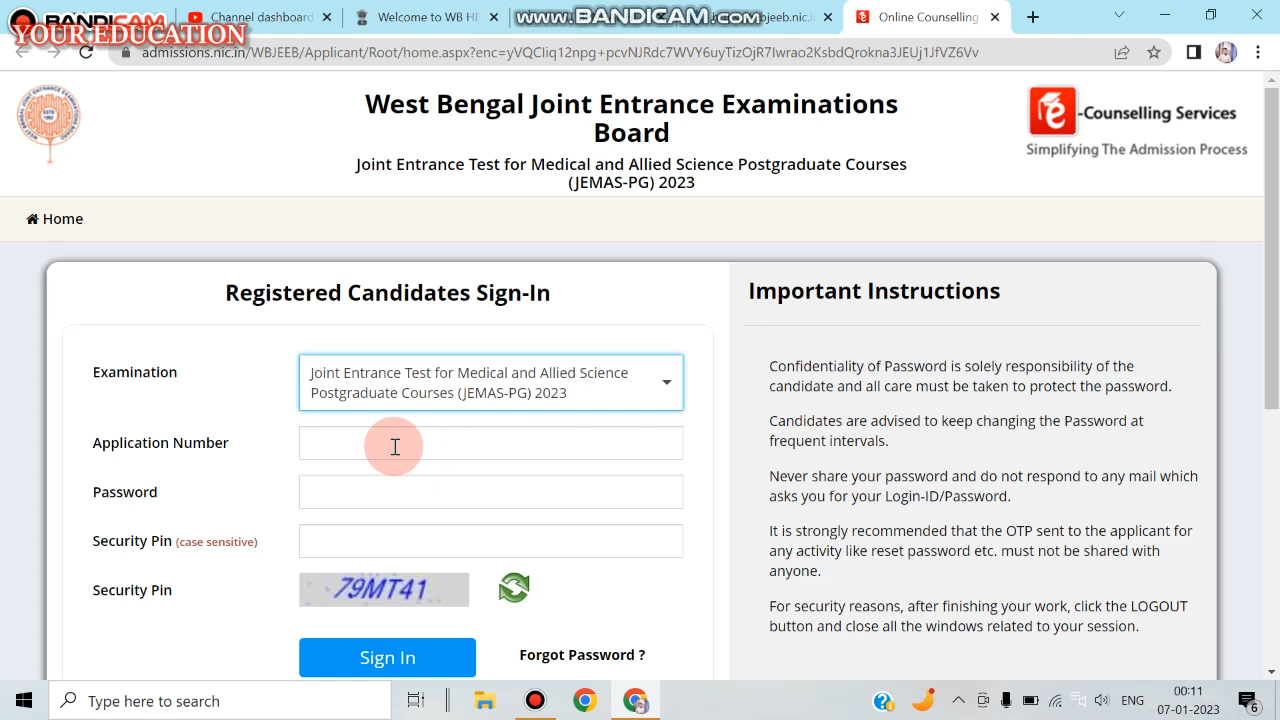 BANDICAM
YOUR EDUCATION
Channel dashboard
Welcome to WB H
www.BANDICAM.com
Online Counselling
admissions.nic.in/WBJEEB/Applicant/Root/home.aspx?enc=
West Bengal Joint Entrance Examinations
Board
Joint Entrance Test for Medical and Allied Science Postgraduate Courses
(JEMAS-PG) 2023
e-Counselling Services
Simplifying The Admission Process
Home
Registered Candidates Sign-In
Examination
Joint Entrance Test for Medical and Allied Science
Postgraduate Courses (JEMAS-PG) 2023
Application Number
Password
Security Pin (case sensitive)
Security Pin
79MT41
Sign In
Forgot Password ?
Important Instructions
Confidentiality of Password is solely responsibility of the
candidate and all care must be taken to protect the password.
Candidates are advised to keep changing the Password at
frequent intervals.
Never share your password and do not respond to any mail which
asks you for your Login-ID/Password.
It is strongly recommended that the OTP sent to the applicant for
any activity like reset password etc. must not be shared with
anyone.
For security reasons, after finishing your work, click the LOGOUT
button and close all the windows related to your session.
Type here to search
ENG
00:11
07-01-2023
6